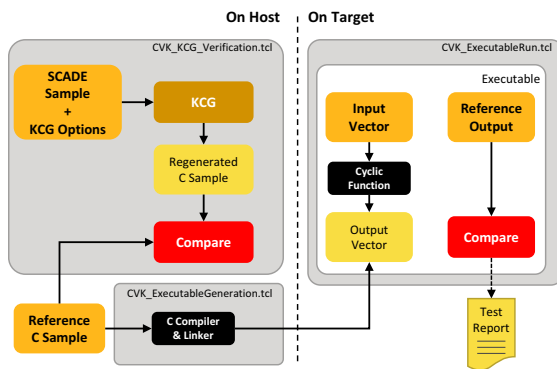 On Host
On Target
CVK_KCG_Verification.tcl
SCADE
Sample
+
KCG Options
KCG
Regenerated
C Sample
Compare
CVK_ExecutableGeneration.tcl
Reference
C Sample
C Compiler
& Linker
CVK_ExecutableRun.tcl
Executable
Input
Vector
Reference
Output
Cyclic
Function
Output
Vector
Compare
Test
Report